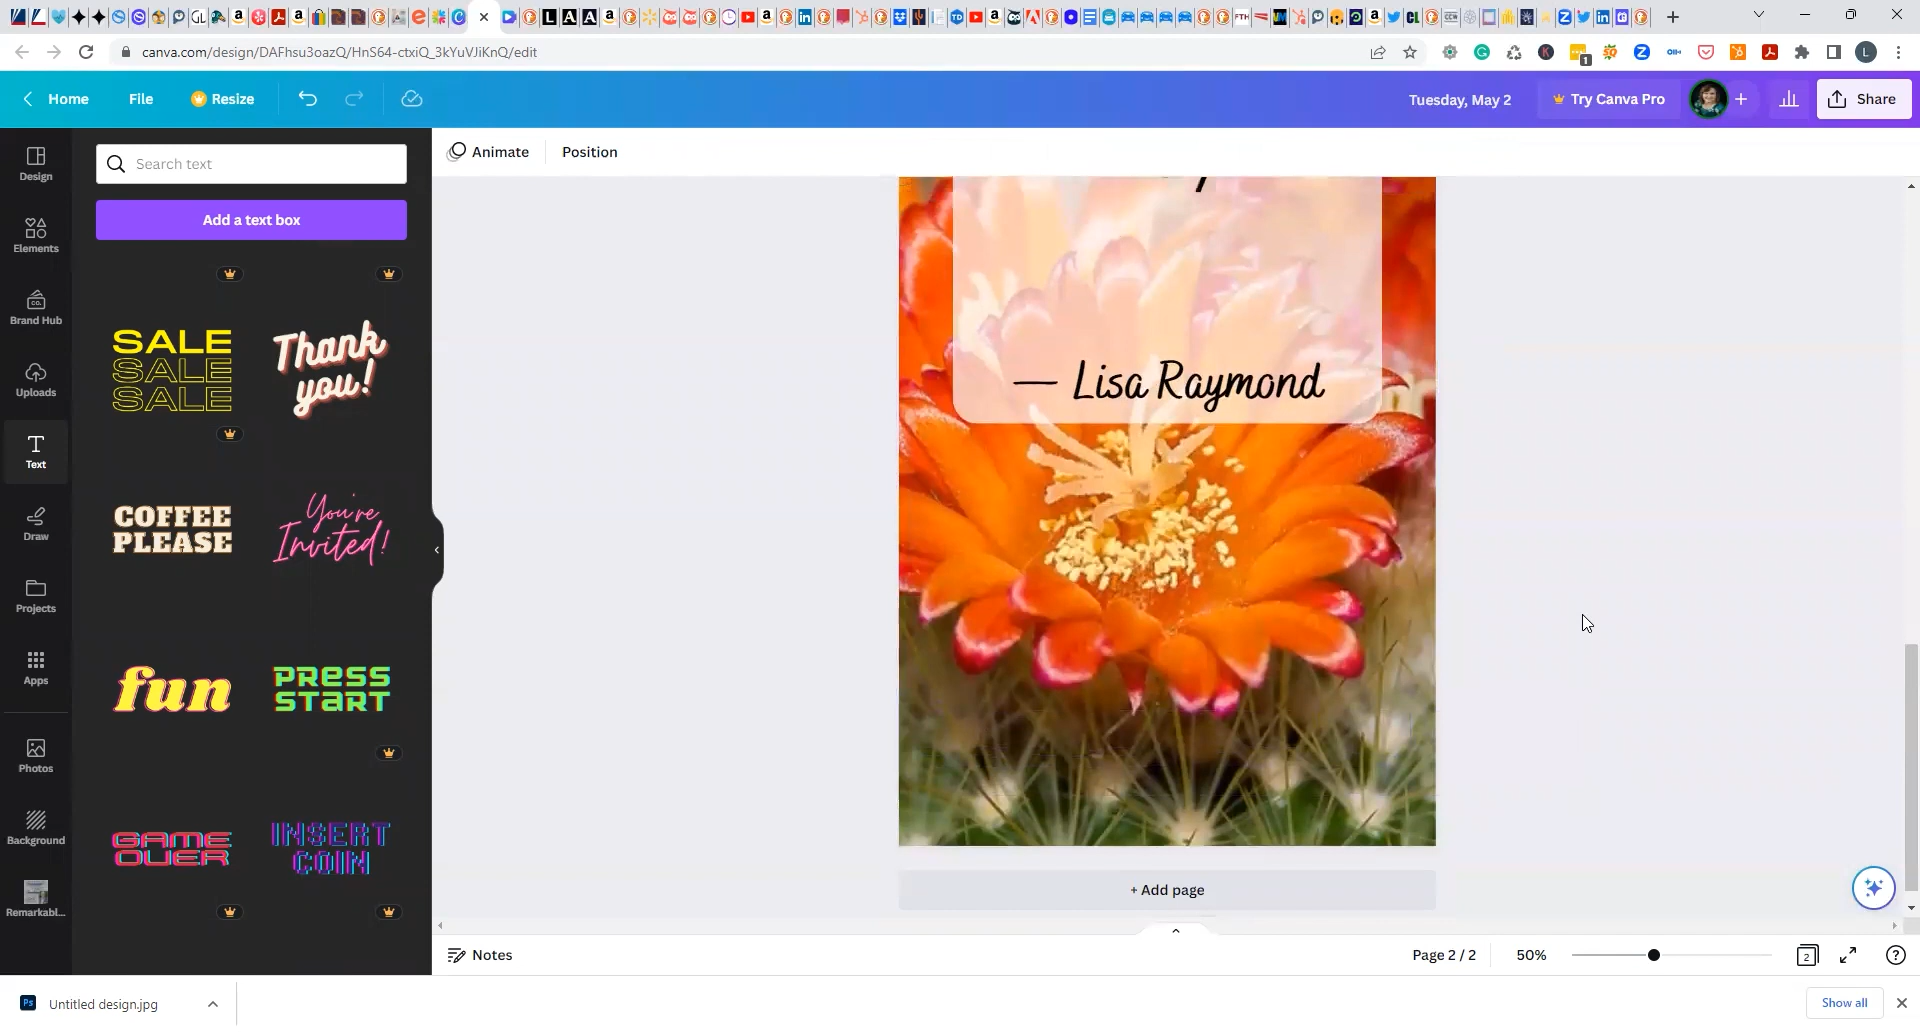 canva.com/design/DAFhsu3oazQ/HnS64-ctxiQ_3kYuVJiKnQ/edit
Home
File
Resize
Tuesday, May 2
Try Canva Pro
Share
Design
Elements
Brand Hub
Uploads
Text
Draw
Projects
Apps
Photos
Background
Remarkabl...
Search text
Add a text box
SALE
SALE
SALE
Thank
you!
COFFEE
PLEASE
You're
Invited!
fun
PRESS
START
GAME
OVER
INSERT
COIN
Animate
Position
— Lisa Raymond
+ Add page
Notes
Page 2 / 2
50%
2
Untitled design.jpg
Show all